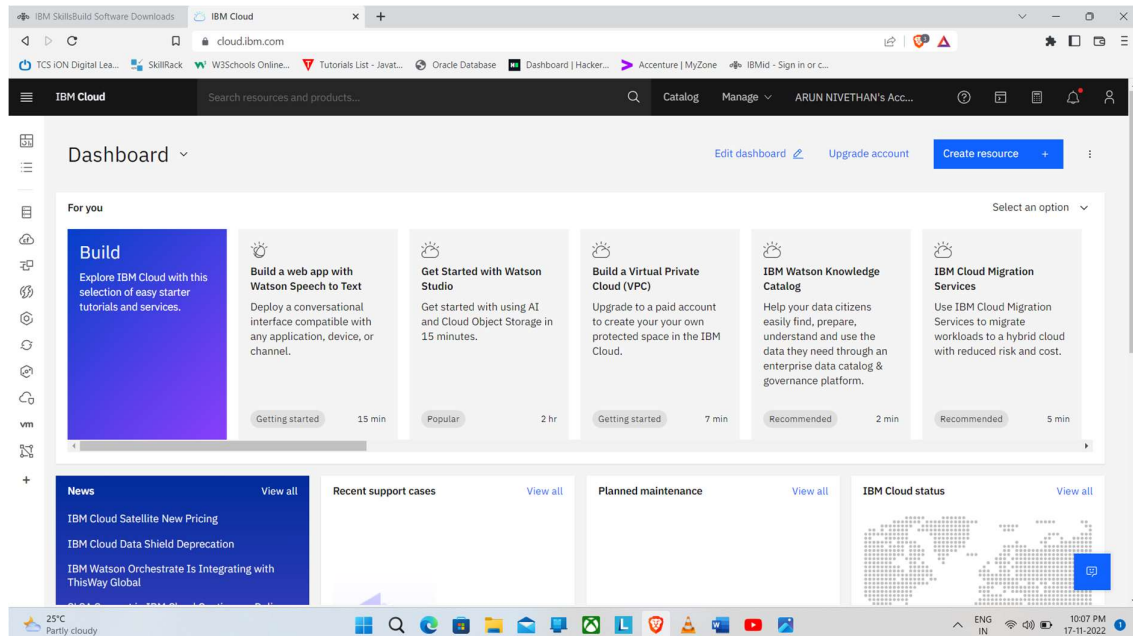 IBM SkillsBuild Software Downloads
IBM Cloud
cloud.ibm.com
TCS iON Digital Lea... SkillRack W3Schools Online... Tutorials List - Javat... Oracle Database Dashboard | Hacker... Accenture | MyZone IBMid - Sign in or c...
IBM Cloud Search resources and products... Catalog Manage ARUN NIVETHAN's Acc...
Dashboard
Edit dashboard Upgrade account Create resource +
For you
Select an option
Build
Explore IBM Cloud with this
selection of easy starter
tutorials and services.
Build a web app with
Watson Speech to Text
Deploy a conversational
interface compatible with
any application, device, or
channel.
Getting started 15 min
Get Started with Watson
Studio
Get started with using AI
and Cloud Object Storage in
15 minutes.
Popular 2 hr
Build a Virtual Private
Cloud (VPC)
Upgrade to a paid account
to create your your own
protected space in the IBM
Cloud.
Getting started 7 min
IBM Watson Knowledge
Catalog
Help your data citizens
easily find, prepare,
understand and use the
data they need through an
enterprise data catalog &
governance platform.
Recommended 2 min
IBM Cloud Migration
Services
Use IBM Cloud Migration
Services to migrate
workloads to a hybrid cloud
with reduced risk and cost.
Recommended 5 min
vm
News View all
IBM Cloud Satellite New Pricing
IBM Cloud Data Shield Deprecation
IBM Watson Orchestrate Is Integrating with
ThisWay Global
Recent support cases View all
Planned maintenance View all
IBM Cloud status View all
25°C
Partly cloudy
ENG
IN
10:07 PM
17-11-2022
1